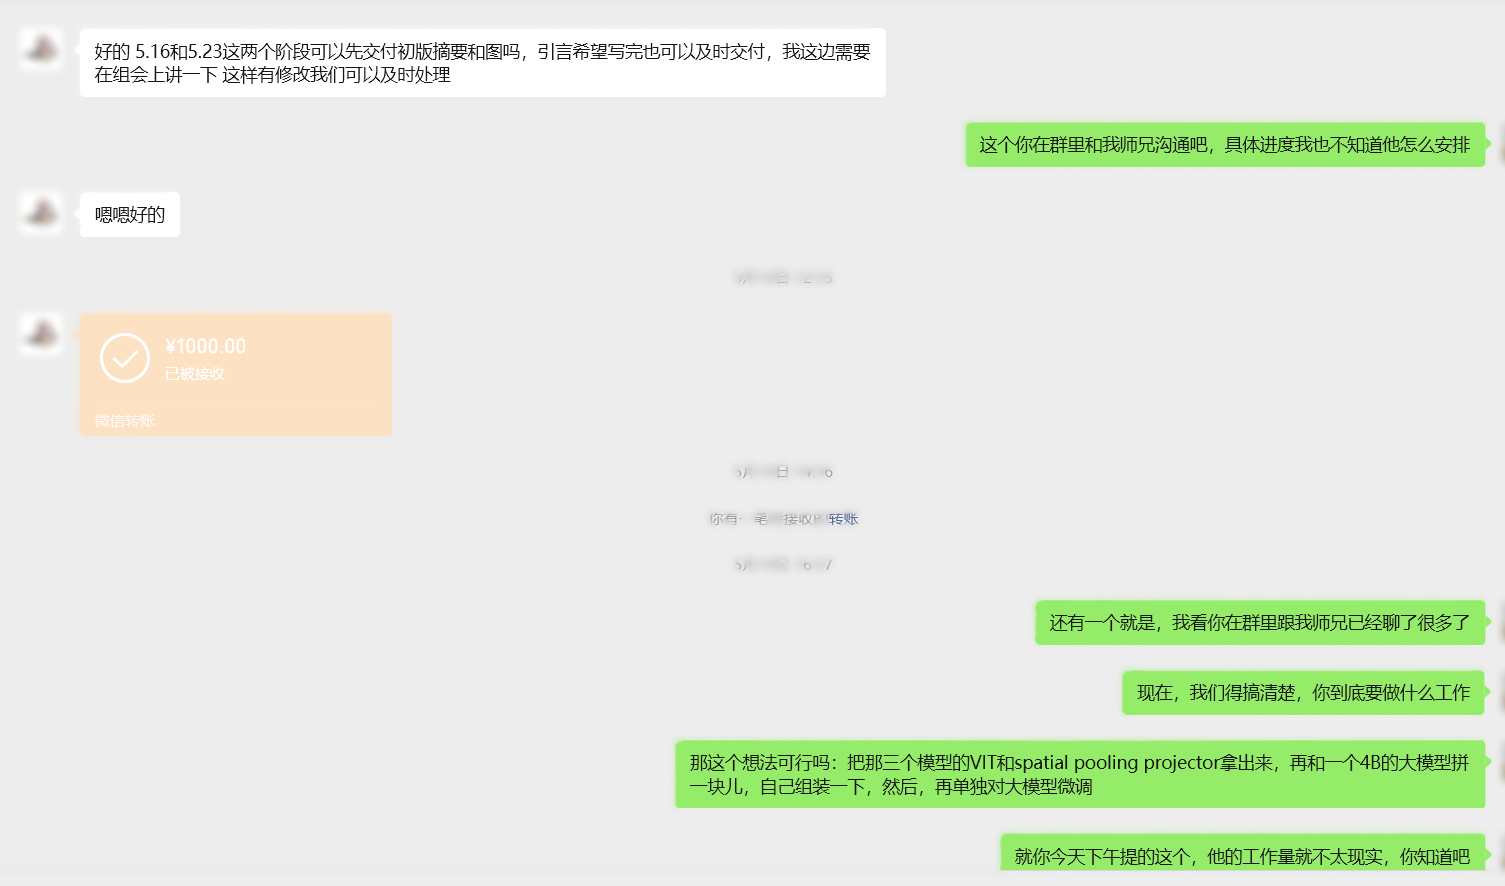 好的 5.16和5.23这两个阶段可以先交付初版摘要和图吗，引言希望写完也可以及时交付，我这边需要
在组会上讲一下 这样有修改我们可以及时处理
这个你在群里和我师兄沟通吧，具体进度我也不知道他怎么安排
嗯嗯好的
¥1000.00
已被接收
微信转账
转账
还有一个就是，我看你在群里跟我师兄已经聊了很多了
现在，我们得搞清楚，你到底要做什么工作
那这个想法可行吗：把那三个模型的VIT和spatial pooling projector拿出来，再和一个4B的大模型拼
一块儿，自己组装一下，然后，再单独对大模型微调
就你今天下午提的这个，他的工作量就不太现实，你知道吧